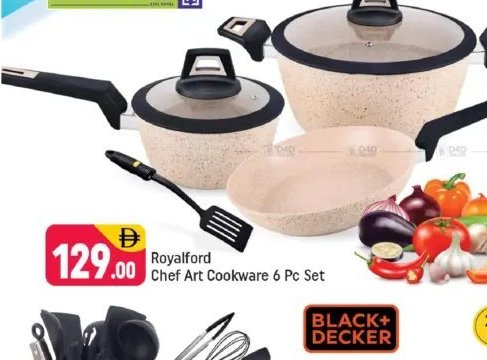 129.00
Royalford
Chef Art Cookware 6 Pc Set
BLACK+
DECKER